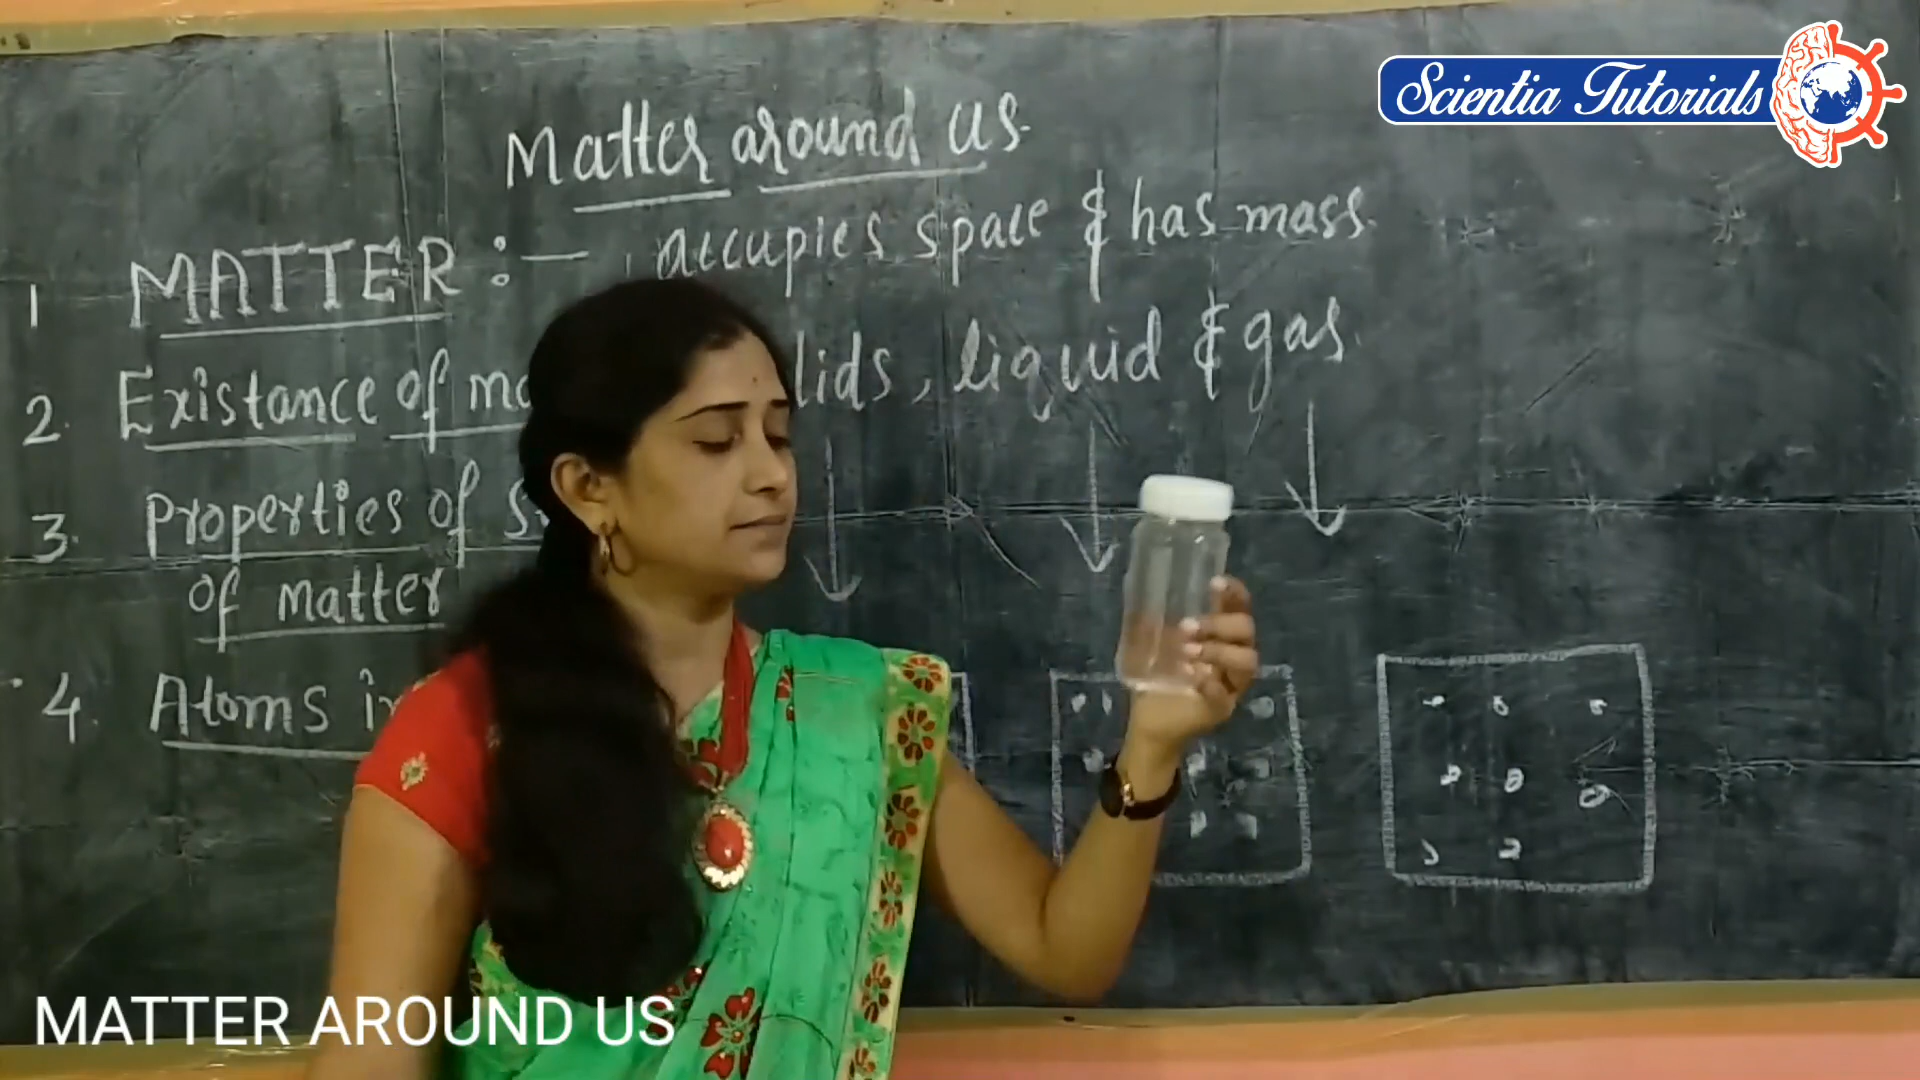 Scientia Tutorials
Matter around us.
1 MATTER :- occupies space & has mass.
2. Existance of lids, liquid & gas.
3. Properties of
of matter
4. Atoms
MATTER AROUND US